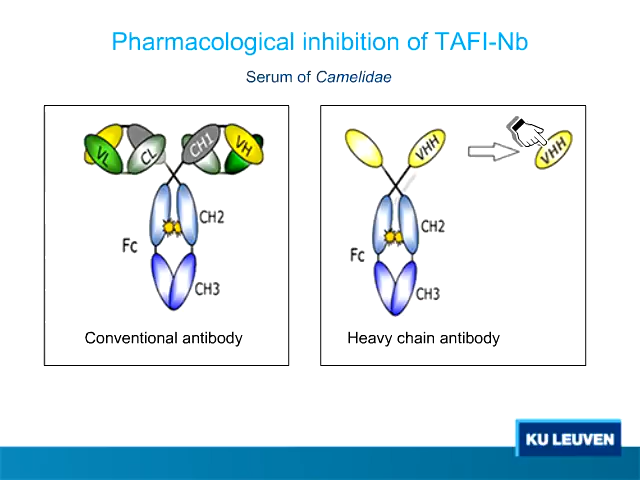 Pharmacological inhibition of TAFI-Nb
Serum of Camelidae
VL
CL
CH1
VH
CH2
Fc
CH3
Conventional antibody
VHH
VHH
CH2
Fc
CH3
Heavy chain antibody
KU LEUVEN